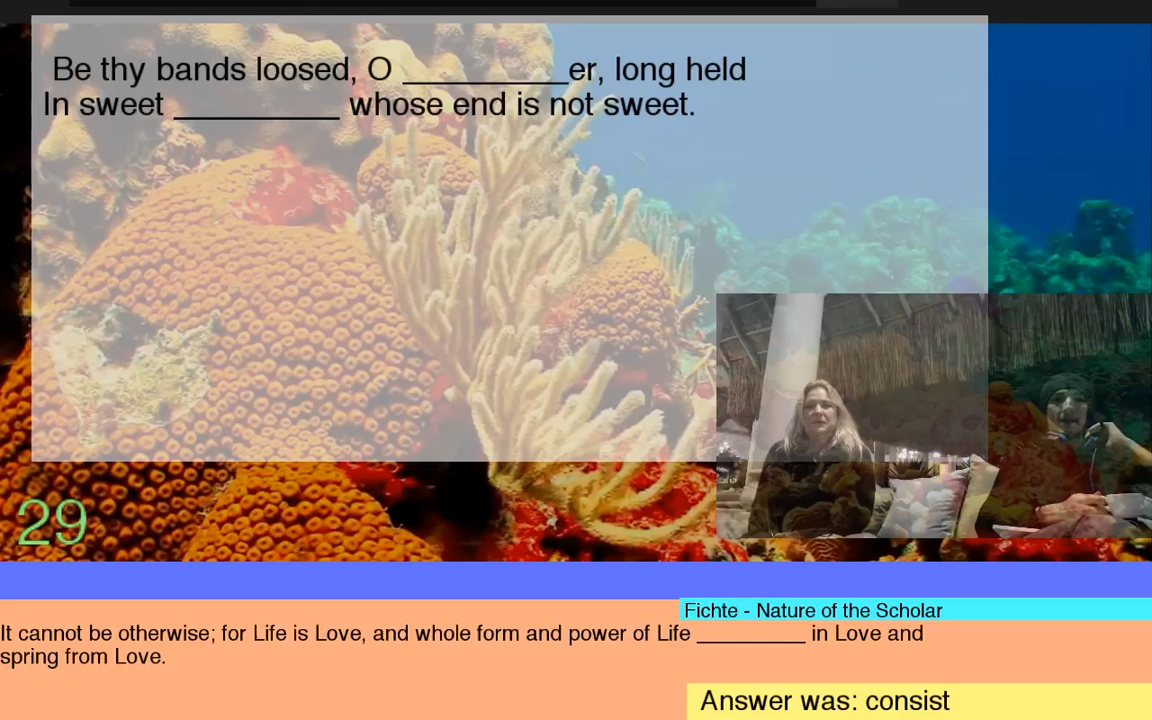 Be thy bands loosed, O __________er, long held
In sweet __________ whose end is not sweet.
29
Fichte - Nature of the Scholar
It cannot be otherwise; for Life is Love, and whole form and power of Life __________ in Love and
spring from Love.
Answer was: consist